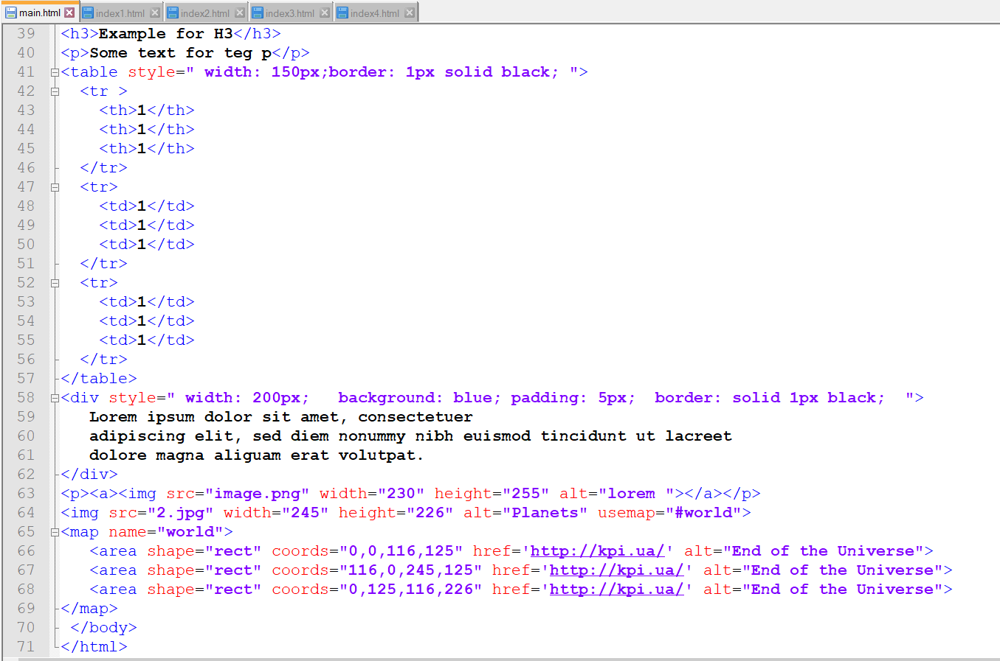 main.html index1.html index2.html index3.html index4.html
39 <h3>Example for H3</h3>
40 <p>Some text for teg p</p>
41 <table style=" width: 150px;border: 1px solid black; ">
42   <tr >
43     <th>1</th>
44     <th>1</th>
45     <th>1</th>
46   </tr>
47   <tr>
48     <td>1</td>
49     <td>1</td>
50     <td>1</td>
51   </tr>
52   <tr>
53     <td>1</td>
54     <td>1</td>
55     <td>1</td>
56   </tr>
57 </table>
58 <div style=" width: 200px;   background: blue; padding: 5px;  border: solid 1px black;  ">
59    Lorem ipsum dolor sit amet, consectetuer
60    adipiscing elit, sed diem nonummy nibh euismod tincidunt ut lacreet
61    dolore magna aliguam erat volutpat.
62 </div>
63 <p><a><img src="image.png" width="230" height="255" alt="lorem "></a></p>
64 <img src="2.jpg" width="245" height="226" alt="Planets" usemap="#world">
65 <map name="world">
66    <area shape="rect" coords="0,0,116,125" href='http://kpi.ua/' alt="End of the Universe">
67    <area shape="rect" coords="116,0,245,125" href='http://kpi.ua/' alt="End of the Universe">
68    <area shape="rect" coords="0,125,116,226" href='http://kpi.ua/' alt="End of the Universe">
69 </map>
70  </body>
71 </html>